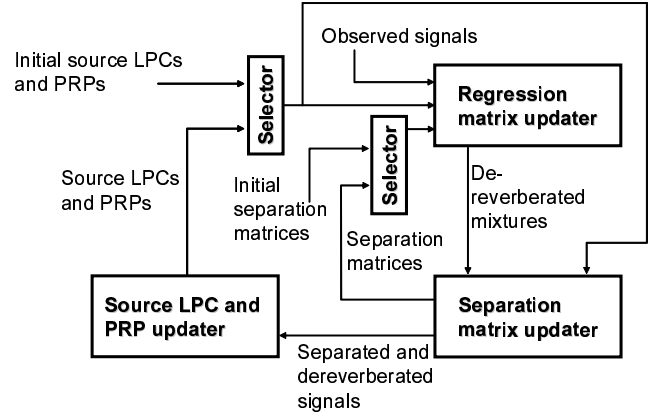 Observed signals
Initial source LPCs
and PRPs
Selector
Regression
matrix updater
Selector
Source LPCs
and PRPs
Initial
separation
matrices
De-
reverberated
mixtures
Separation
matrices
Source LPC and
PRP updater
Separation
matrix updater
Separated and
dereverberated
signals